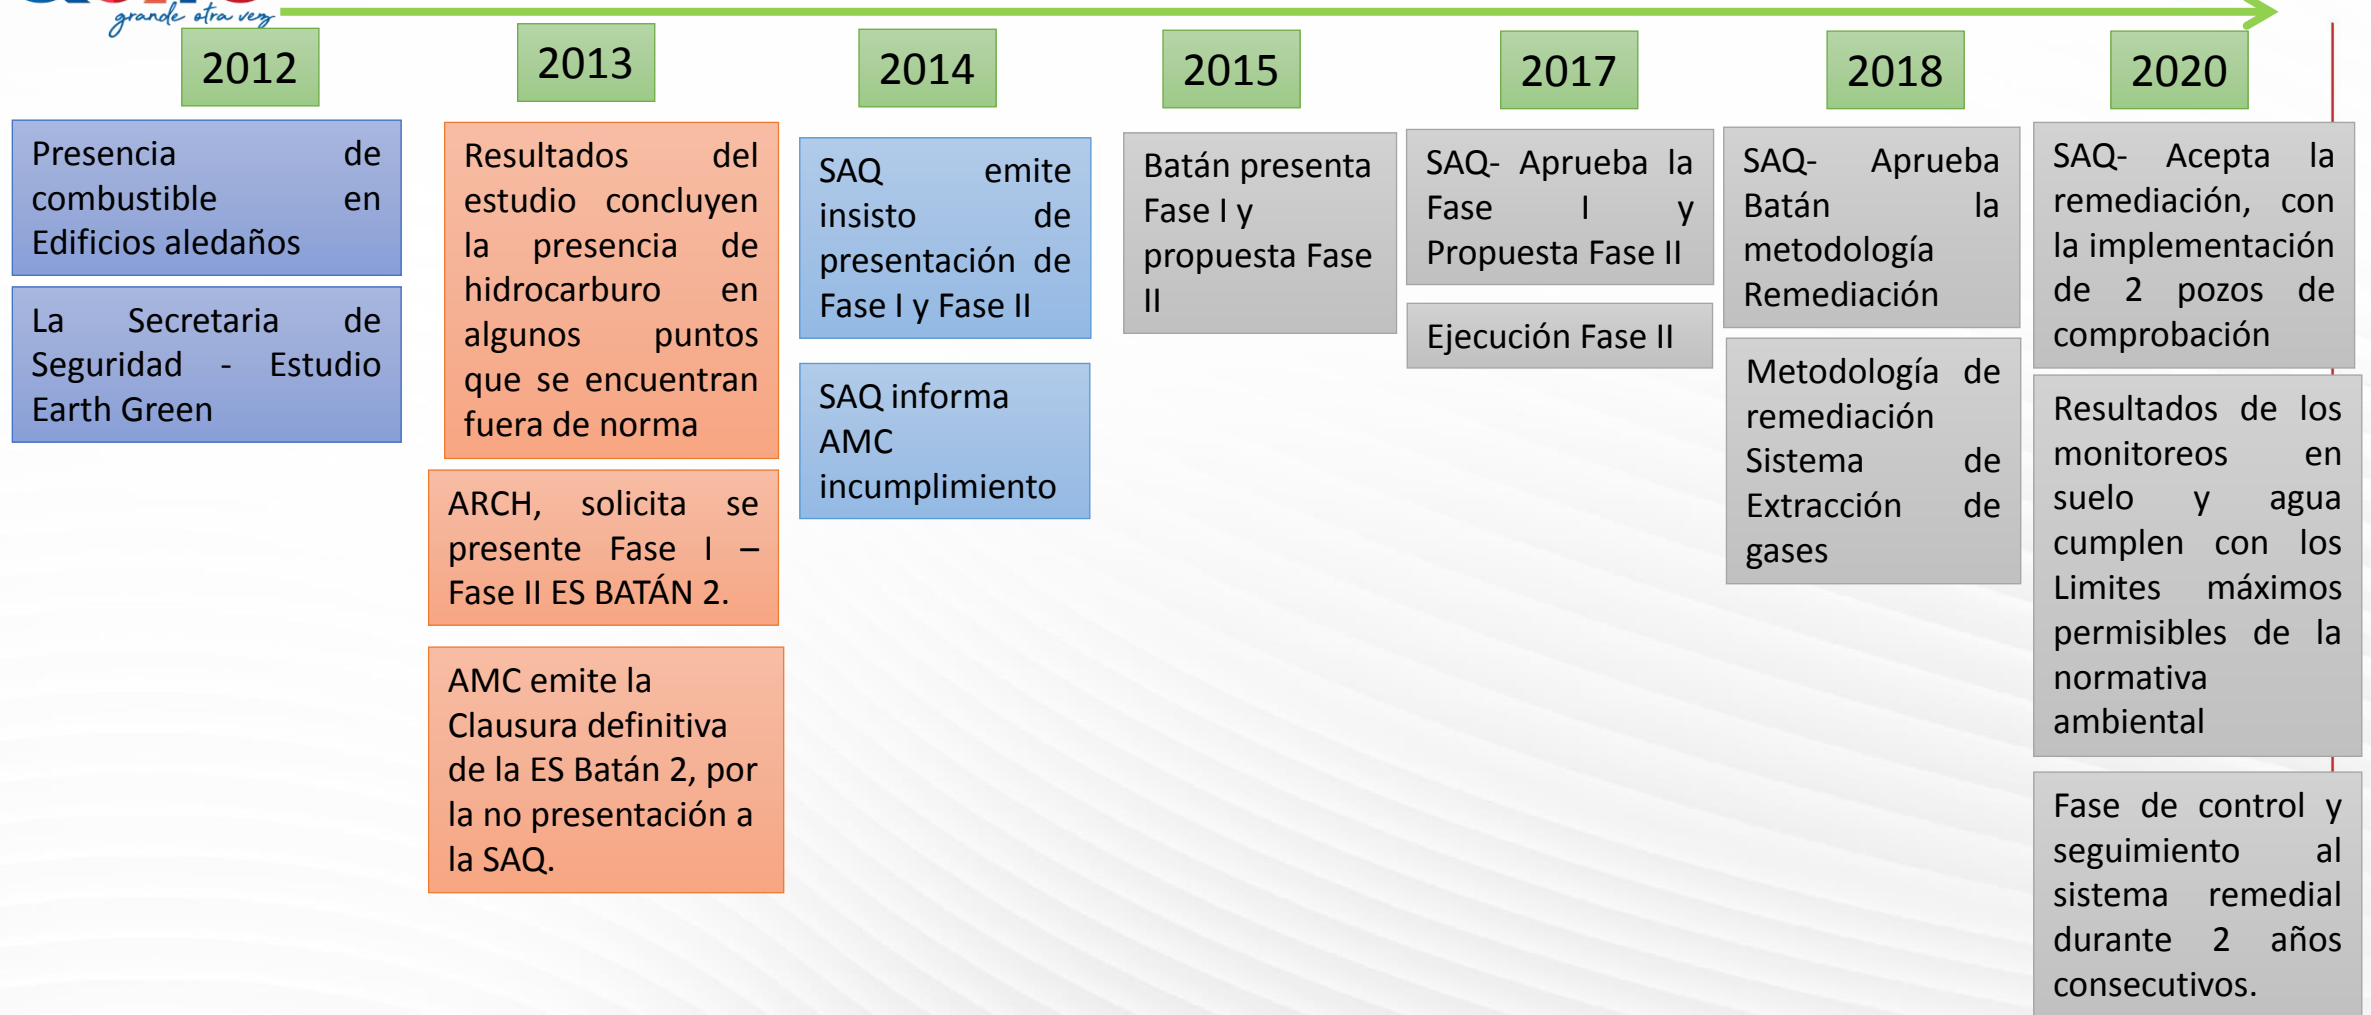 grande otra vez
2012
2013
2014
2015
2017
2018
2020
Presencia de
combustible en
Edificios aledaños
La Secretaria de
Seguridad - Estudio
Earth Green
Resultados del
estudio concluyen
la presencia de
hidrocarburo en
algunos puntos
que se encuentran
fuera de norma
ARCH, solicita se
presente Fase I –
Fase II ES BATÁN 2.
AMC emite la
Clausura definitiva
de la ES Batán 2, por
la no presentación a
la SAQ.
SAQ emite
insisto de
presentación de
Fase I y Fase II
SAQ informa
AMC
incumplimiento
Batán presenta
Fase I y
propuesta Fase
II
SAQ- Aprueba la
Fase I y
Propuesta Fase II
Ejecución Fase II
SAQ- Aprueba
Batán la
metodología
Remediación
Metodología de
remediación
Sistema de
Extracción de
gases
SAQ- Acepta la
remediación, con
la implementación
de 2 pozos de
comprobación
Resultados de los
monitoreos en
suelo y agua
cumplen con los
Limites máximos
permisibles de la
normativa
ambiental
Fase de control y
seguimiento al
sistema remedial
durante 2 años
consecutivos.